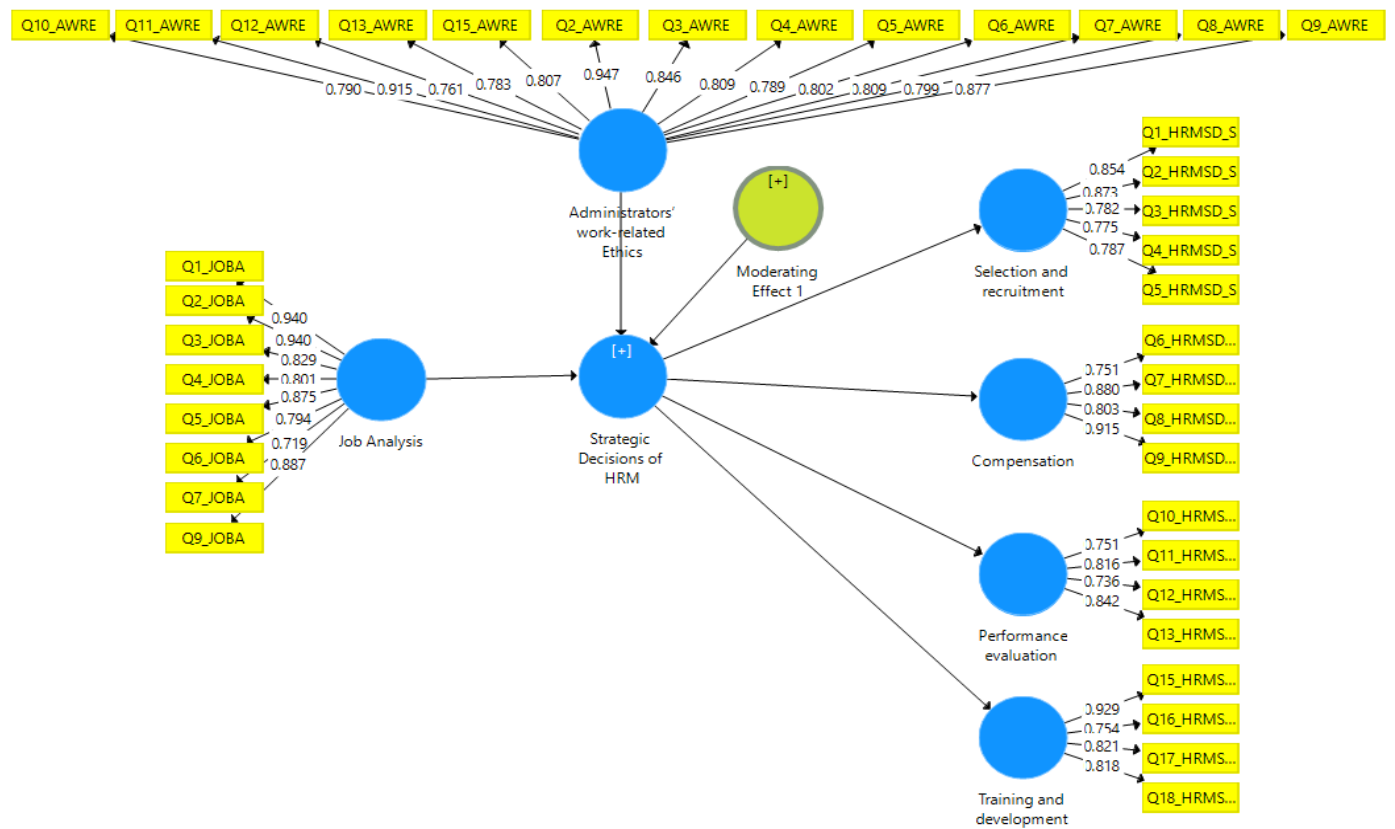 Q10_AWRE Q11_AWRE Q12_AWRE Q13_AWRE Q15_AWRE Q2_AWRE Q3_AWRE Q4_AWRE Q5_AWRE Q6_AWRE Q7_AWRE Q8_AWRE Q9_AWRE
0.790 0.915 0.761 0.783 0.807 0.947 0.846 0.809 0.789 0.802 0.809 0.799 0.877
Administrators'
work-related
Ethics
[+]
Moderating
Effect 1
Q1_JOBA
Q2_JOBA
Q3_JOBA
Q4_JOBA
Q5_JOBA
Q6_JOBA
Q7_JOBA
Q9_JOBA
0.940
0.940
0.829
0.801
0.875
0.794
0.719
0.887
Job Analysis
[+]
Strategic
Decisions of
HRM
Selection and
recruitment
0.854
0.873
0.782
0.775
0.787
Q1_HRMSD_S
Q2_HRMSD_S
Q3_HRMSD_S
Q4_HRMSD_S
Q5_HRMSD_S
Compensation
0.751
0.880
0.803
0.915
Q6_HRMSD...
Q7_HRMSD...
Q8_HRMSD...
Q9_HRMSD...
Performance
evaluation
0.751
0.816
0.736
0.842
Q10_HRMS...
Q11_HRMS...
Q12_HRMS...
Q13_HRMS...
Training and
development
0.929
0.754
0.821
0.818
Q15_HRMS...
Q16_HRMS...
Q17_HRMS...
Q18_HRMS...